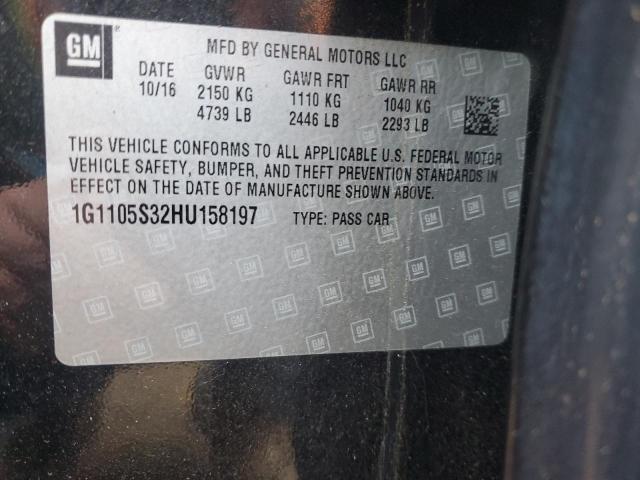 GM
MFD BY GENERAL MOTORS LLC
DATE GVWR GAWR FRT GAWR RR
10/16 2150 KG 1110 KG 1040 KG
4739 LB 2446 LB 2293 LB
THIS VEHICLE CONFORMS TO ALL APPLICABLE U.S. FEDERAL MOTOR
VEHICLE SAFETY, BUMPER, AND THEFT PREVENTION STANDARDS IN
EFFECT ON THE DATE OF MANUFACTURE SHOWN ABOVE.
1G1105S32HU158197 TYPE: PASS CAR